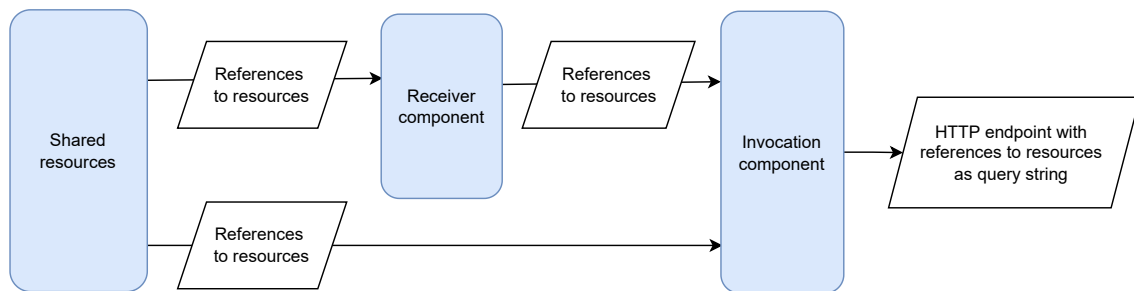 Shared
resources
References
to resources
Receiver
component
References
to resources
Invocation
component
HTTP endpoint with
references to resources
as query string
References
to resources